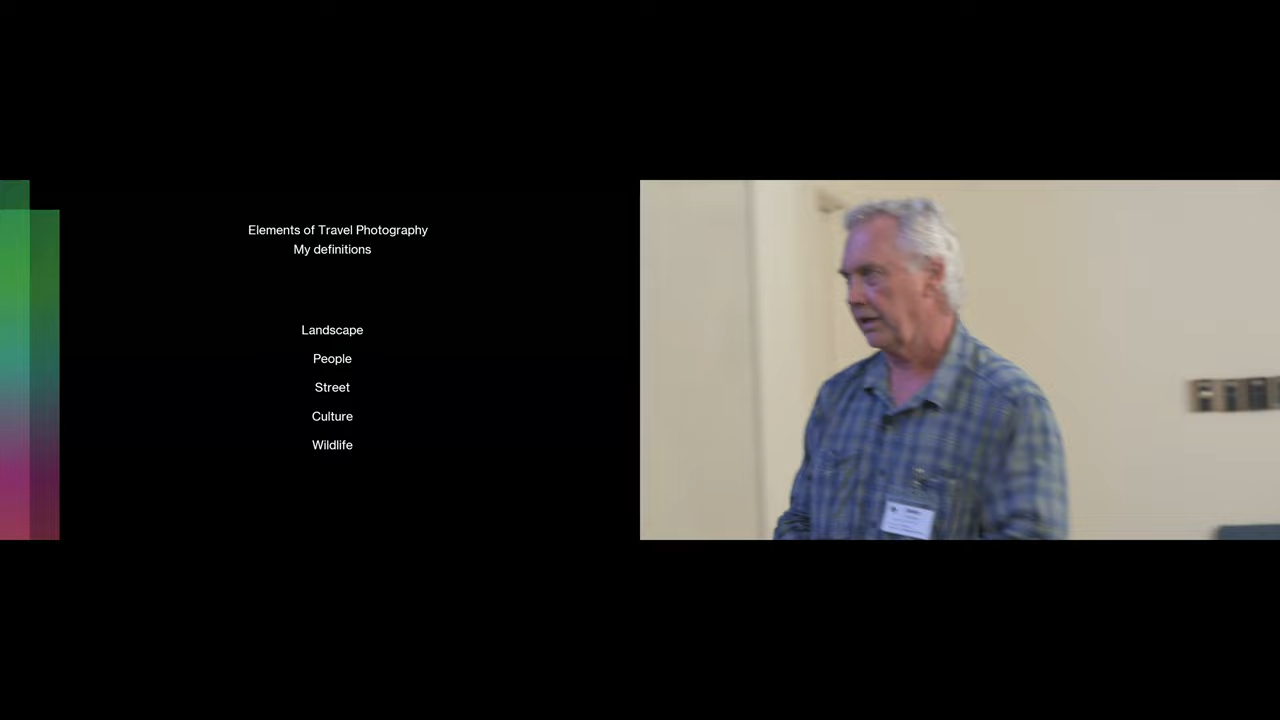 Elements of Travel Photography
My definitions
Landscape
People
Street
Culture
Wildlife